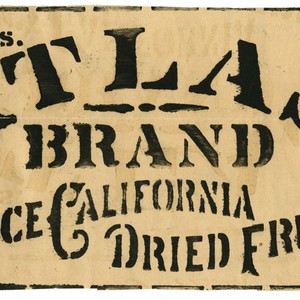 S.
TLA
BRAND
CE CALIFORNIA
DRIED FR